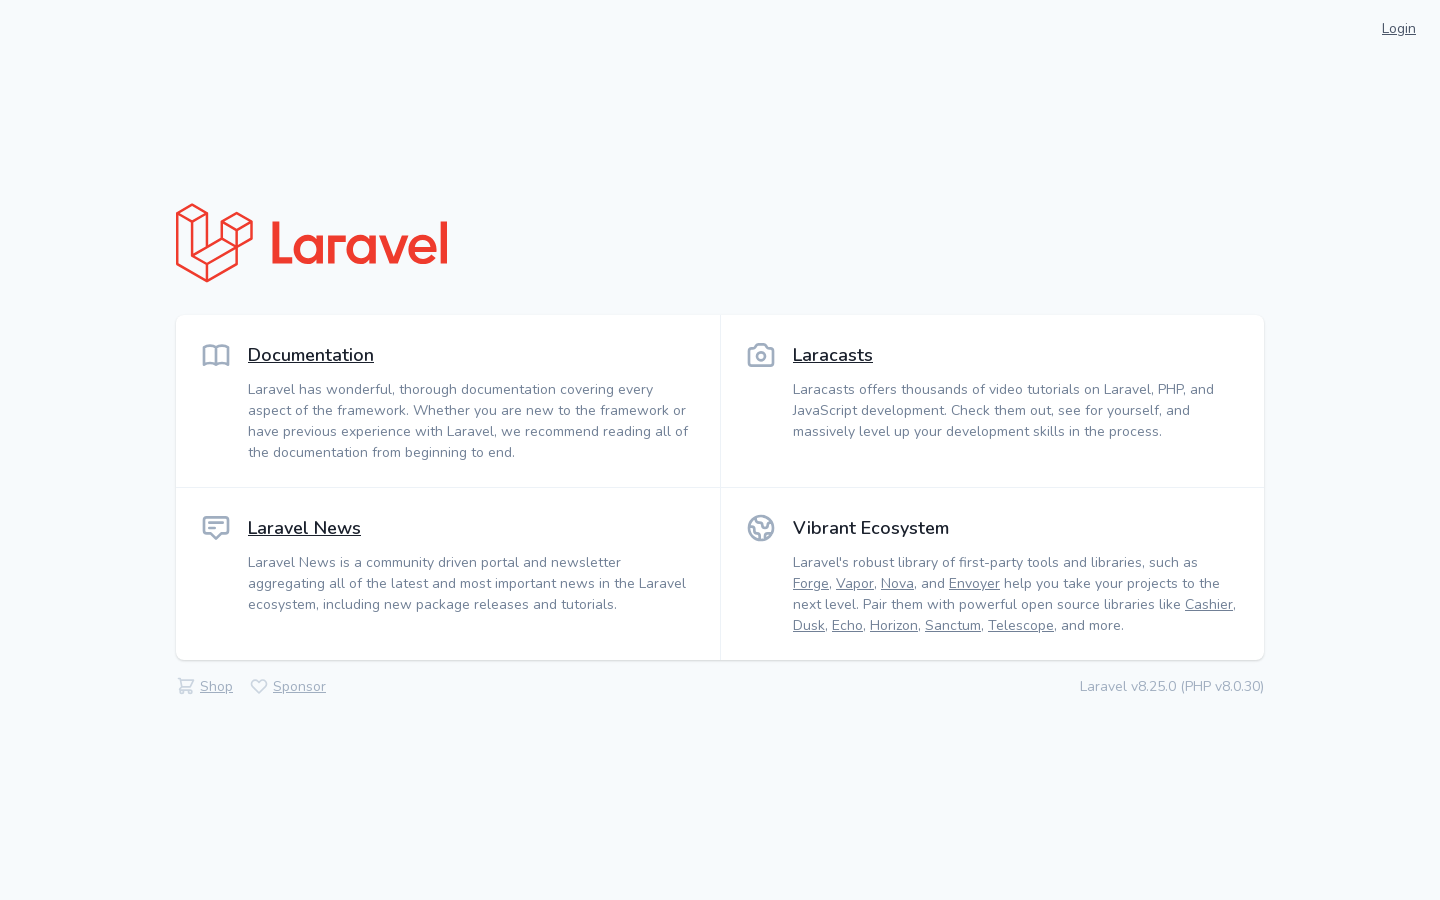 Login
Laravel
Documentation
Laravel has wonderful, thorough documentation covering every
aspect of the framework. Whether you are new to the framework or
have previous experience with Laravel, we recommend reading all of
the documentation from beginning to end.
Laracasts
Laracasts offers thousands of video tutorials on Laravel, PHP, and
JavaScript development. Check them out, see for yourself, and
massively level up your development skills in the process.
Laravel News
Laravel News is a community driven portal and newsletter
aggregating all of the latest and most important news in the Laravel
ecosystem, including new package releases and tutorials.
Vibrant Ecosystem
Laravel's robust library of first-party tools and libraries, such as
Forge, Vapor, Nova, and Envoyer help you take your projects to the
next level. Pair them with powerful open source libraries like Cashier,
Dusk, Echo, Horizon, Sanctum, Telescope, and more.
Shop
Sponsor
Laravel v8.25.0 (PHP v8.0.30)